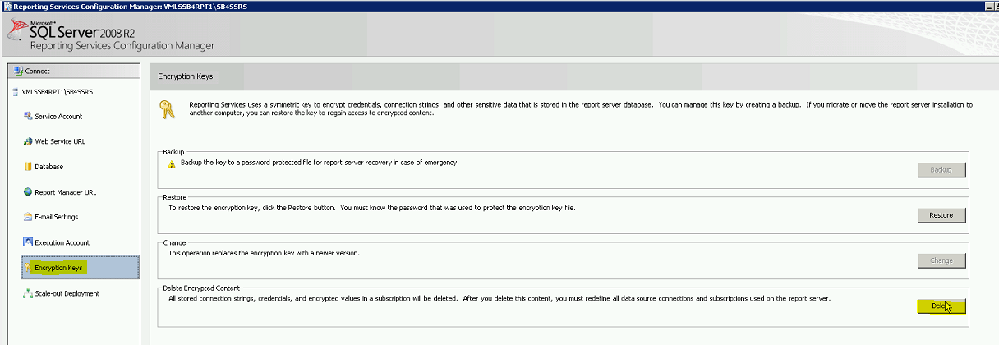 Reporting Services Configuration Manager: VMLSSB4RPT1\SB4SSRS
Microsoft
SQL Server 2008 R2
Reporting Services Configuration Manager
Connect
VMLSSB4RPT1\SB4SSRS
Service Account
Web Service URL
Database
Report Manager URL
E-mail Settings
Execution Account
Encryption Keys
Scale-out Deployment
Encryption Keys
Reporting Services uses a symmetric key to encrypt credentials, connection strings, and other sensitive data that is stored in the report server database. You can manage this key by creating a backup. If you migrate or move the report server installation to
another computer, you can restore the key to regain access to encrypted content.
Backup
Backup the key to a password protected file for report server recovery in case of emergency.
Backup
Restore
To restore the encryption key, click the Restore button. You must know the password that was used to protect the encryption key file.
Restore
Change
This operation replaces the encryption key with a newer version.
Change
Delete Encrypted Content
All stored connection strings, credentials, and encrypted values in a subscription will be deleted. After you delete this content, you must redefine all data source connections and subscriptions used on the report server.
Delete